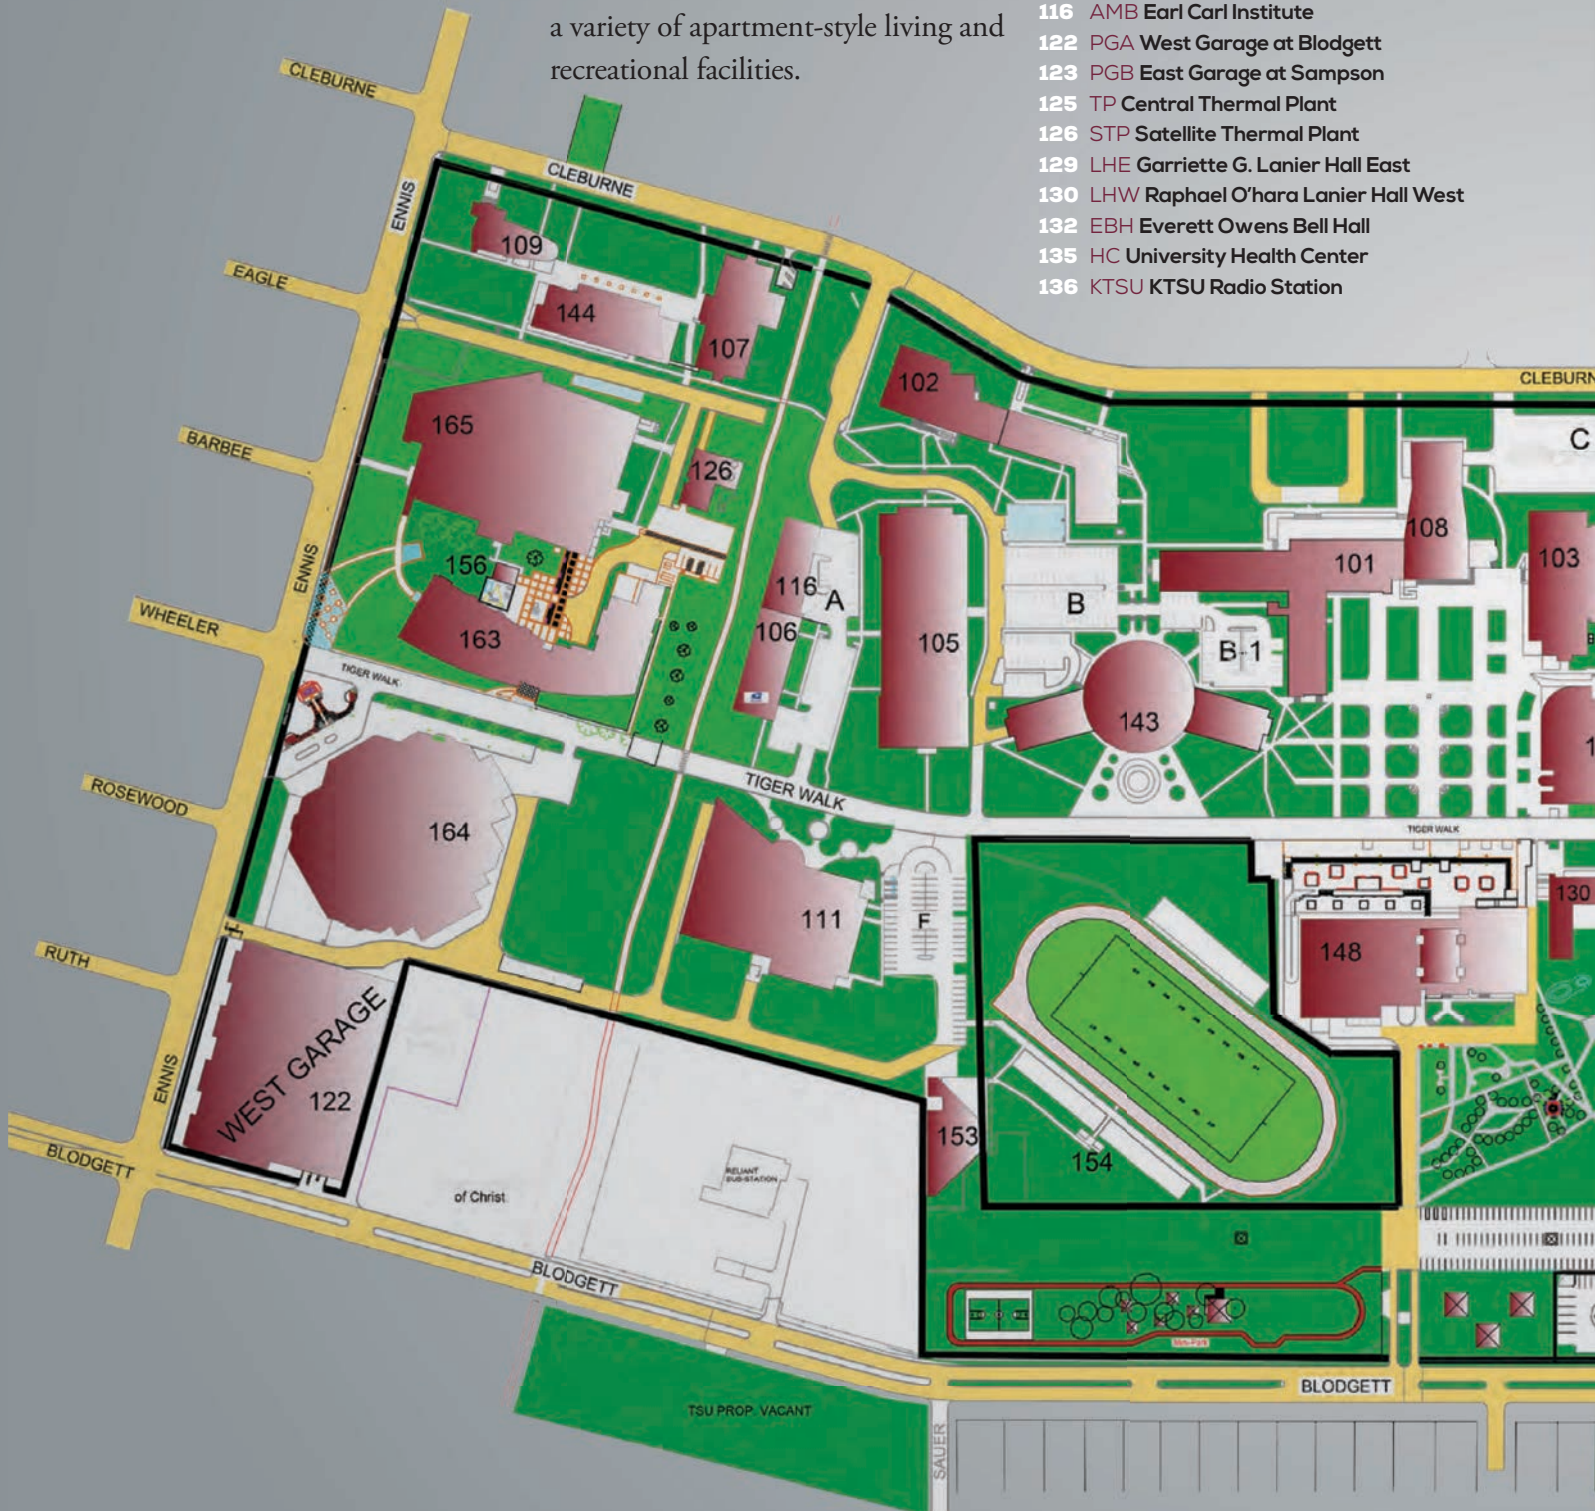 a variety of apartment-style living and
recreational facilities.
116 AMB Earl Carl Institute
122 PGA West Garage at Blodgett
123 PGB East Garage at Sampson
125 TP Central Thermal Plant
126 STP Satellite Thermal Plant
129 LHE Garriette G. Lanier Hall East
130 LHW Raphael O'hara Lanier Hall West
132 EBH Everett Owens Bell Hall
135 HC University Health Center
136 KTSU KTSU Radio Station
CLEBURNE
CLEBURNE
ENNIS
109
EAGLE
144
107
102
CLEBURN
165
C
BARBEE
126
108
101
103
156
ENNIS
116
A
B
WHEELER
106
163
105
B-1
TIGER WALK
143
1
TIGER WALK
ROSEWOOD
164
TIGER WALK
130
111
F
148
RUTH
WEST GARAGE
ENNIS
122
153
154
BLODGETT
RELIANT
SUB-STATION
of Christ
BLODGETT
BLODGETT
TSU PROP. VACANT
SAUER